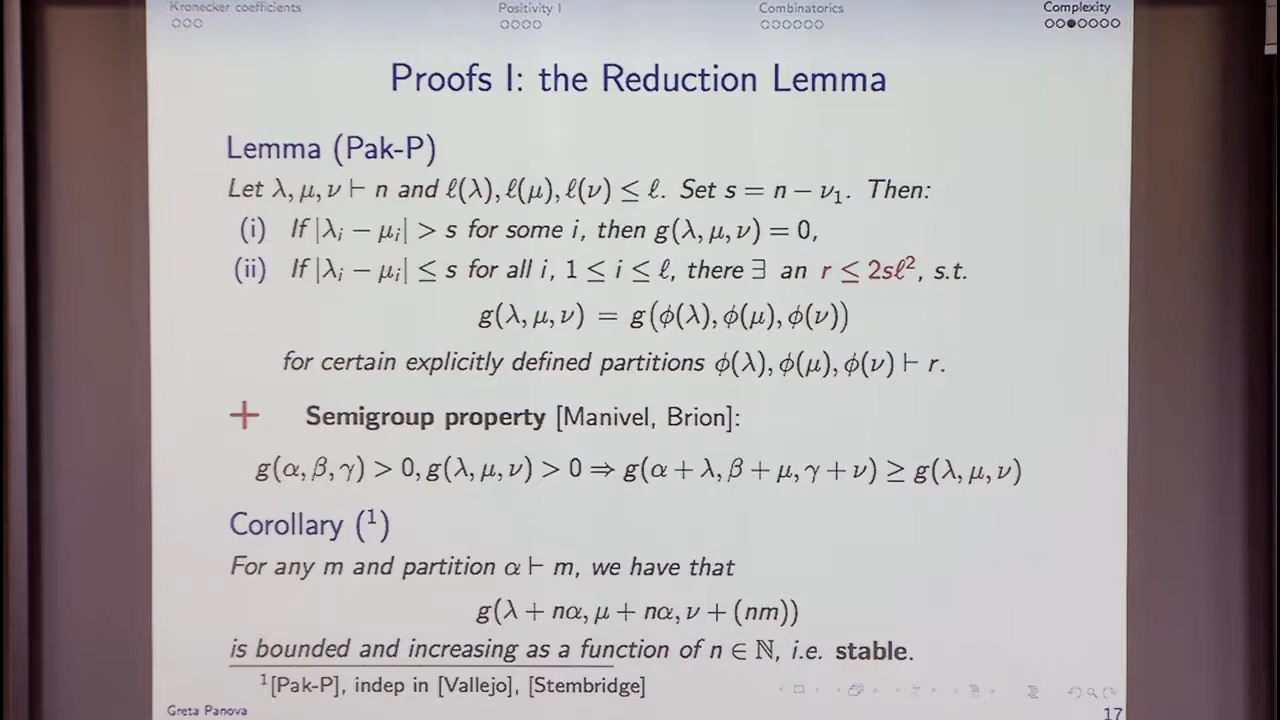 Kronecker coefficients Positivity I Combinatorics Complexity
Proofs I: the Reduction Lemma
Lemma (Pak-P)
Let λ, μ, ν ⊢ n and ℓ(λ), ℓ(μ), ℓ(ν) ≤ ℓ. Set s = n − ν₁. Then:
(i) If |λᵢ − μᵢ| > s for some i, then g(λ, μ, ν) = 0,
(ii) If |λᵢ − μᵢ| ≤ s for all i, 1 ≤ i ≤ ℓ, there ∃ an r ≤ 2sℓ², s.t.
g(λ, μ, ν) = g(ϕ(λ), ϕ(μ), ϕ(ν))
for certain explicitly defined partitions ϕ(λ), ϕ(μ), ϕ(ν) ⊢ r.
+ Semigroup property [Manivel, Brion]:
g(α, β, γ) > 0, g(λ, μ, ν) > 0 ⇒ g(α + λ, β + μ, γ + ν) ≥ g(λ, μ, ν)
Corollary (¹)
For any m and partition α ⊢ m, we have that
g(λ + nα, μ + nα, ν + (nm))
is bounded and increasing as a function of n ∈ ℕ, i.e. stable.
¹[Pak-P], indep in [Vallejo], [Stembridge]
Greta Panova 17